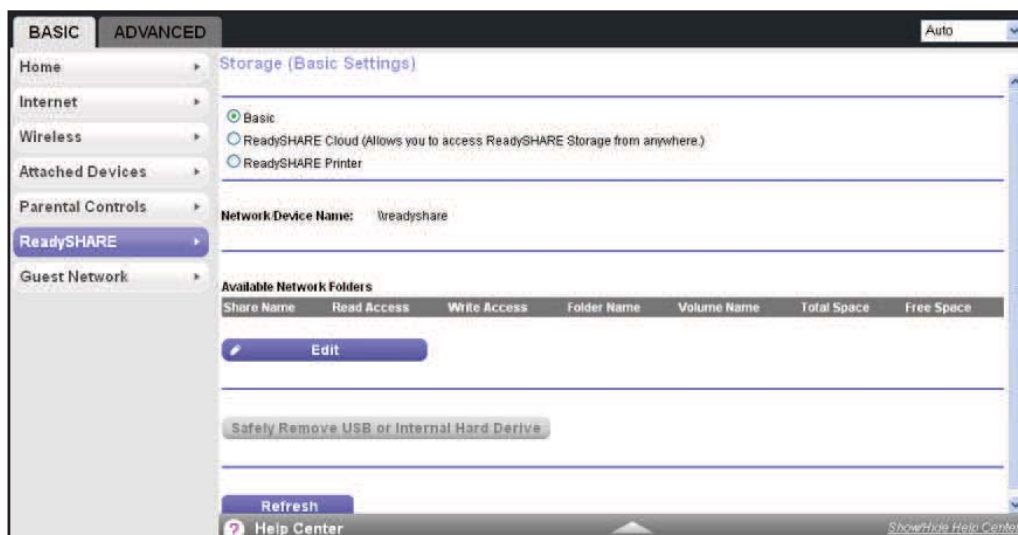 BASIC ADVANCED Auto
Home
Internet
Wireless
Attached Devices
Parental Controls
ReadySHARE
Guest Network
Storage (Basic Settings)
Basic
ReadySHARE Cloud (Allows you to access ReadySHARE Storage from anywhere.)
ReadySHARE Printer
Network/Device Name: \\readyshare
Available Network Folders
Share Name Read Access Write Access Folder Name Volume Name Total Space Free Space
Edit
Safely Remove USB or Internal Hard Derive
Refresh
? Help Center Show/Hide Help Center